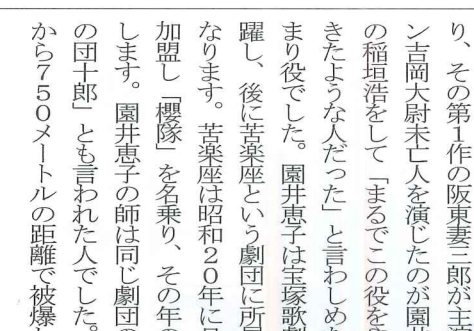 り、その第1作の阪東妻三郎が主
ン吉岡大尉未亡人を演じたのが園
の稲垣浩をして「まるでこの役を
きたような人だった」と言わしめた
まり役でした。園井恵子は宝塚歌劇
躍し、後に苦楽座という劇団に所属
なります。苦楽座は昭和20年に
加盟し「櫻隊」を名乗り、その年の
します。園井恵子の師は同じ劇団の
の団十郎」とも言われた人でした。
から750メートルの距離で被爆